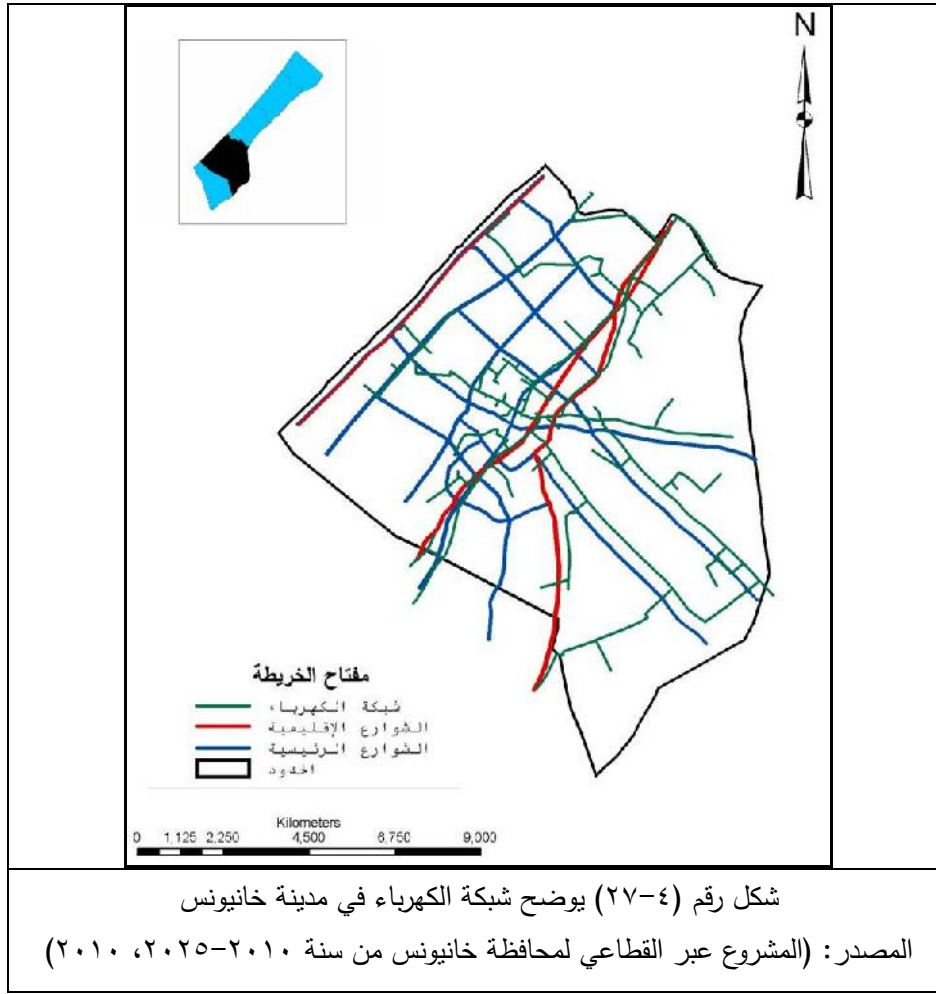 N
مفتاح الخريطة
شبكة الكهرباء
الشوارع الإقليمية
الشوارع الرئيسية
احدود
Kilometers
0 1,125 2,250 4,500 6,750 9,000
شكل رقم (٤-٢٧) يوضح شبكة الكهرباء في مدينة خانيونس
المصدر: (المشروع عبر القطاعي لمحافظة خانيونس من سنة ٢٠١٠-٢٠٢٥، ٢٠١٠)